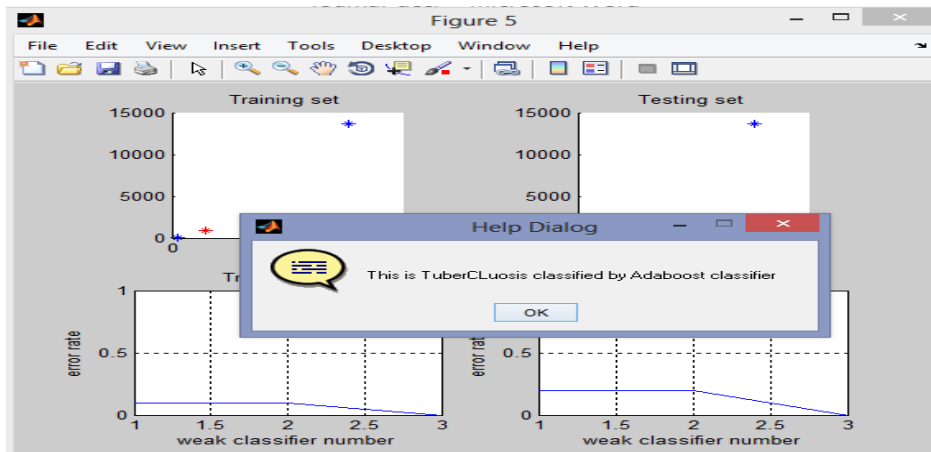 Figure 5
File Edit View Insert Tools Desktop Window Help
Training set
Testing set
15000
10000
5000
0
0
15000
10000
5000
Help Dialog
This is TuberCLuosis classified by Adaboost classifier
OK
Tr
1
0.5
0
error rate
1 1.5 2 2.5 3
weak classifier number
0.5
0
error rate
1 1.5 2 2.5 3
weak classifier number